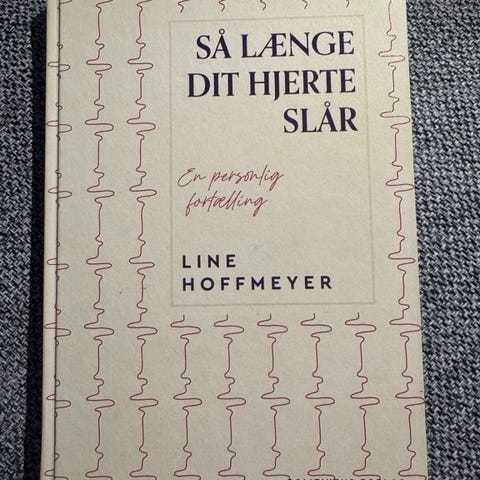 SÅ LÆNGE
DIT HJERTE
SLÅR
En personlig
fortælling
LINE
HOFFMEYER